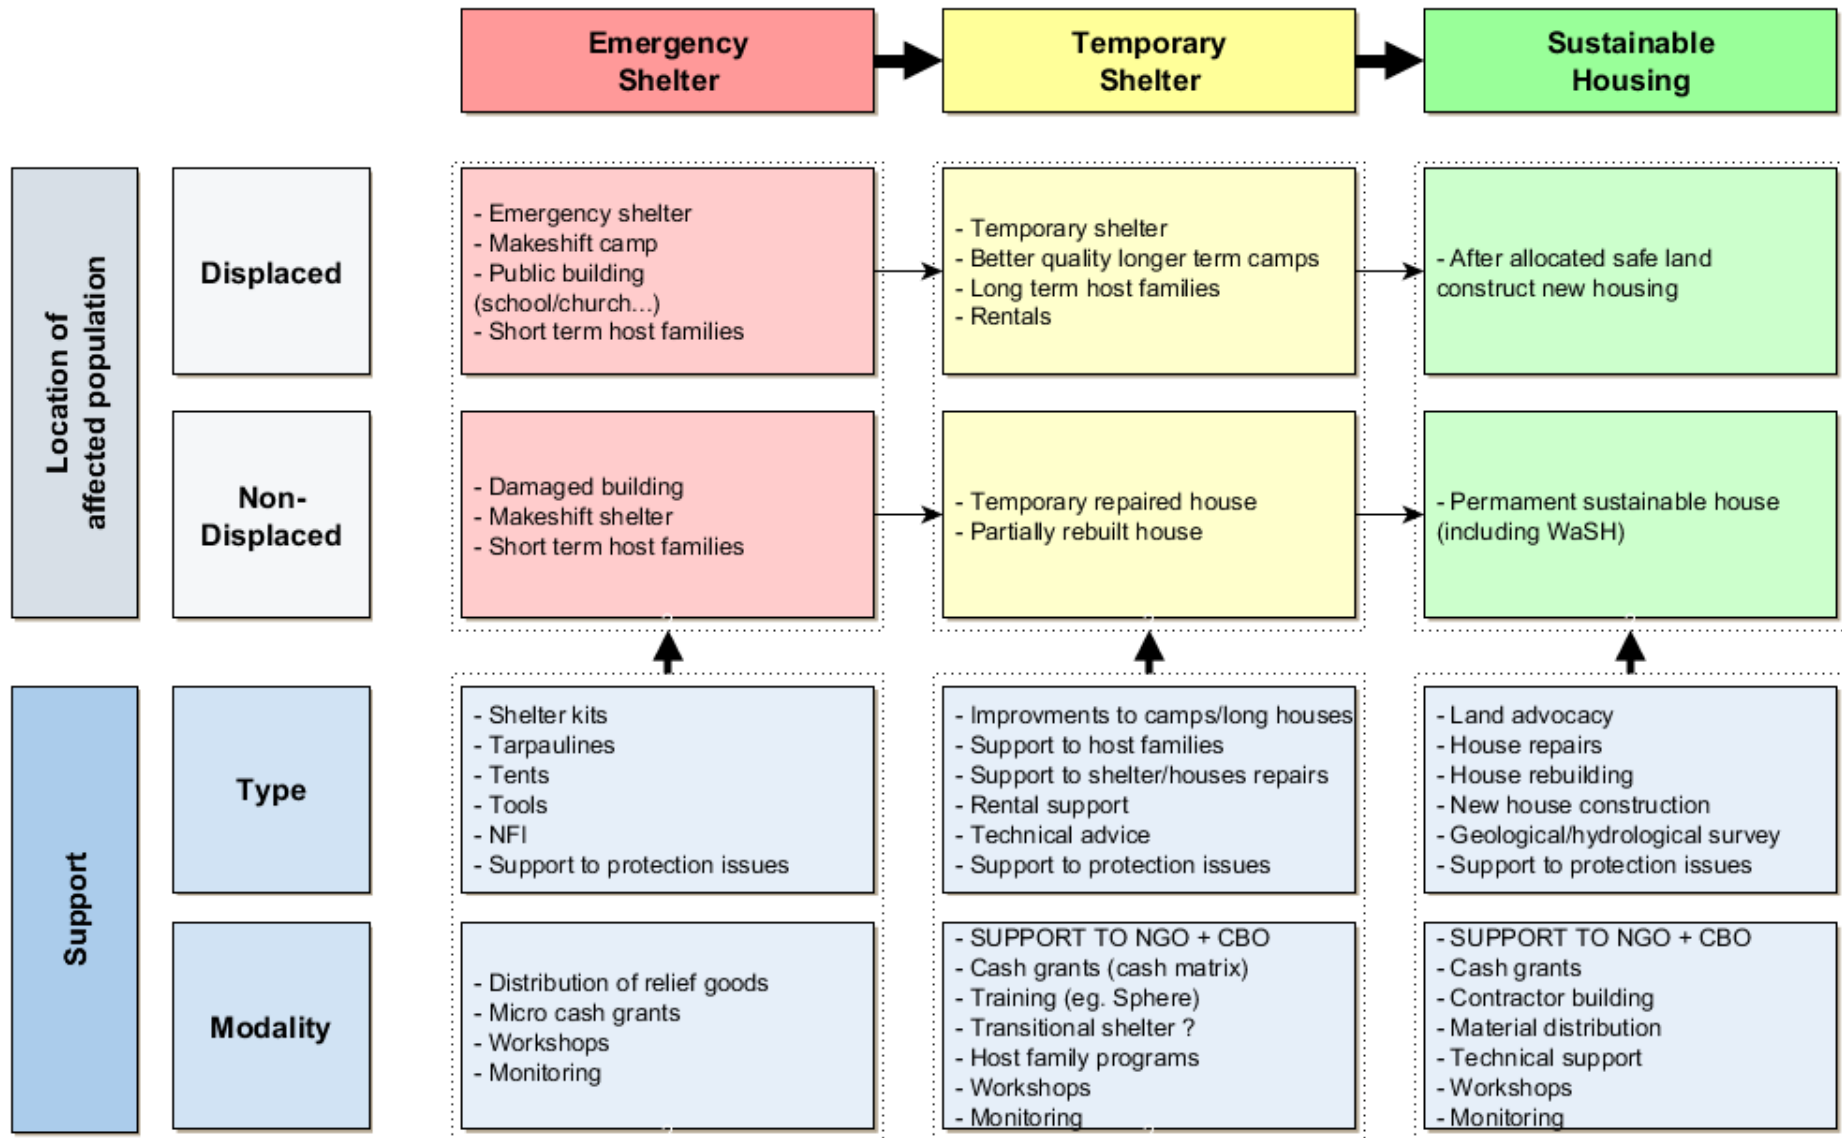 Emergency
Shelter
Temporary
Shelter
Sustainable
Housing
Location of
affected population
Displaced
- Emergency shelter
- Makeshift camp
- Public building
(school/church...)
- Short term host families
- Temporary shelter
- Better quality longer term camps
- Long term host families
- Rentals
- After allocated safe land
construct new housing
Non-
Displaced
- Damaged building
- Makeshift shelter
- Short term host families
- Temporary repaired house
- Partially rebuilt house
- Permament sustainable house
(including WaSH)
Support
Type
- Shelter kits
- Tarpaulines
- Tents
- Tools
- NFI
- Support to protection issues
- Improvments to camps/long houses
- Support to host families
- Support to shelter/houses repairs
- Rental support
- Technical advice
- Support to protection issues
- Land advocacy
- House repairs
- House rebuilding
- New house construction
- Geological/hydrological survey
- Support to protection issues
Modality
- Distribution of relief goods
- Micro cash grants
- Workshops
- Monitoring
- SUPPORT TO NGO + CBO
- Cash grants (cash matrix)
- Training (eg. Sphere)
- Transitional shelter ?
- Host family programs
- Workshops
- Monitoring
- SUPPORT TO NGO + CBO
- Cash grants
- Contractor building
- Material distribution
- Technical support
- Workshops
- Monitoring